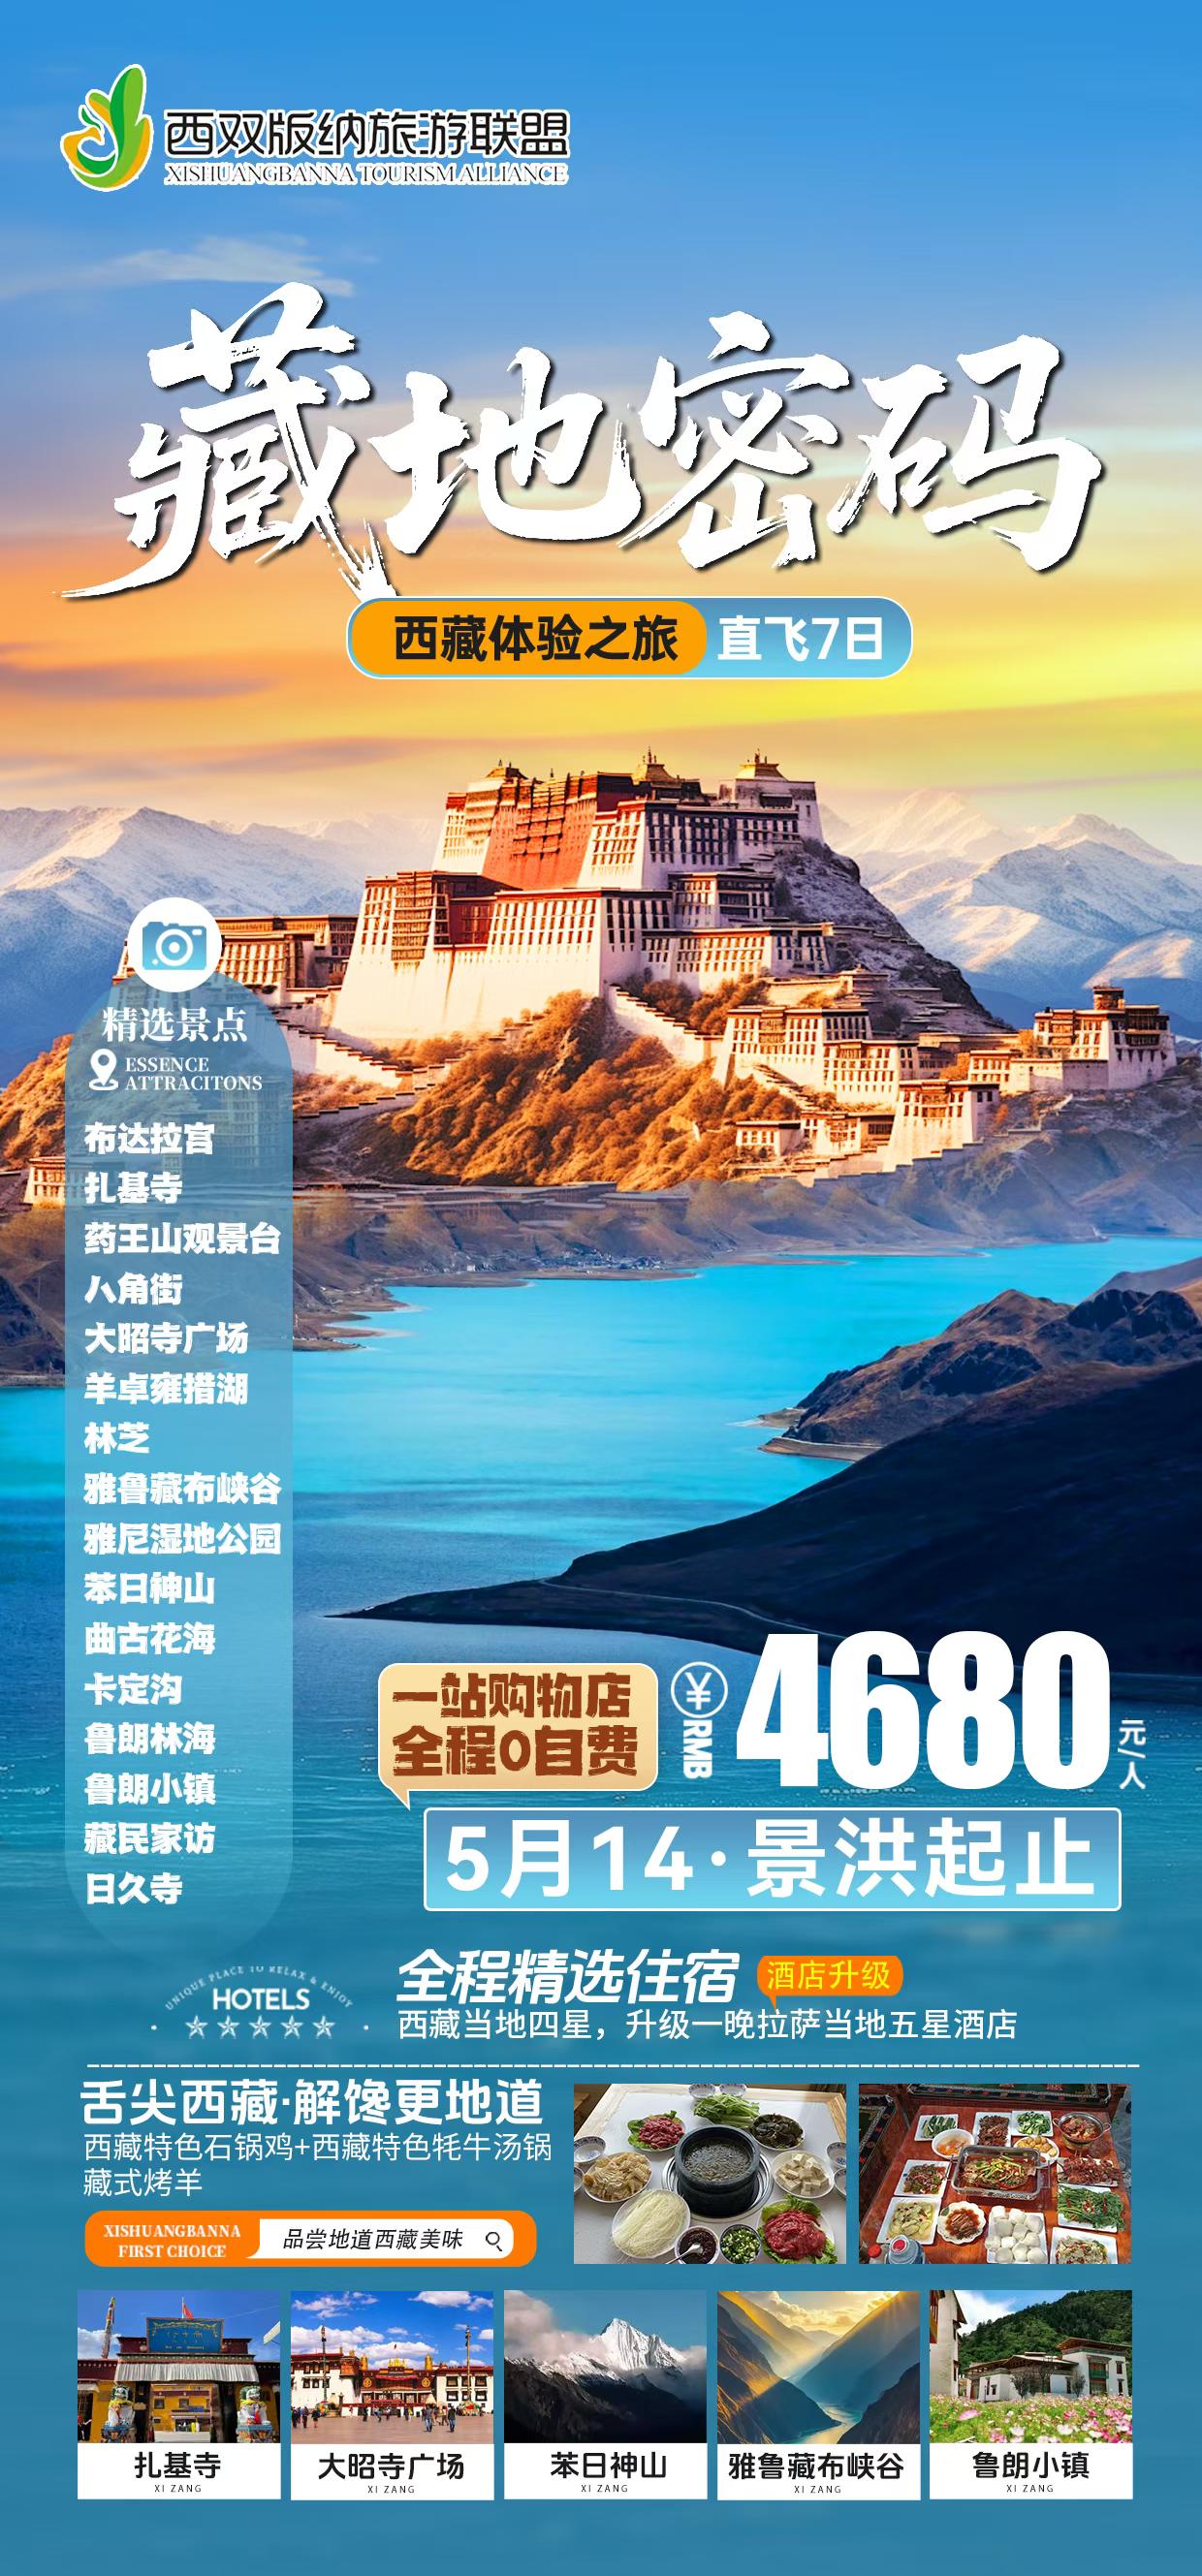 西双版纳旅游联盟
XISHUANGBANNA TOURISM ALLIANCE
藏地密码
西藏体验之旅 直飞7日
精选景点
ESSENCE
ATTRACITONS
布达拉宫
扎基寺
药王山观景台
八角街
大昭寺广场
羊卓雍措湖
林芝
雅鲁藏布峡谷
雅尼湿地公园
苯日神山
曲古花海
卡定沟
鲁朗林海
鲁朗小镇
藏民家访
日久寺
一站购物店
全程0自费
¥ RMB 4680 元/人
5月14·景洪起止
UNIQUE PLACE TO RELAX & ENJOY
HOTELS
全程精选住宿 酒店升级
西藏当地四星，升级一晚拉萨当地五星酒店
舌尖西藏·解馋更地道
西藏特色石锅鸡+西藏特色牦牛汤锅
藏式烤羊
XISHUANGBANNA
FIRST CHOICE
品尝地道西藏美味
扎基寺
XI ZANG
大昭寺广场
XI ZANG
苯日神山
XI ZANG
雅鲁藏布峡谷
XI ZANG
鲁朗小镇
XI ZANG